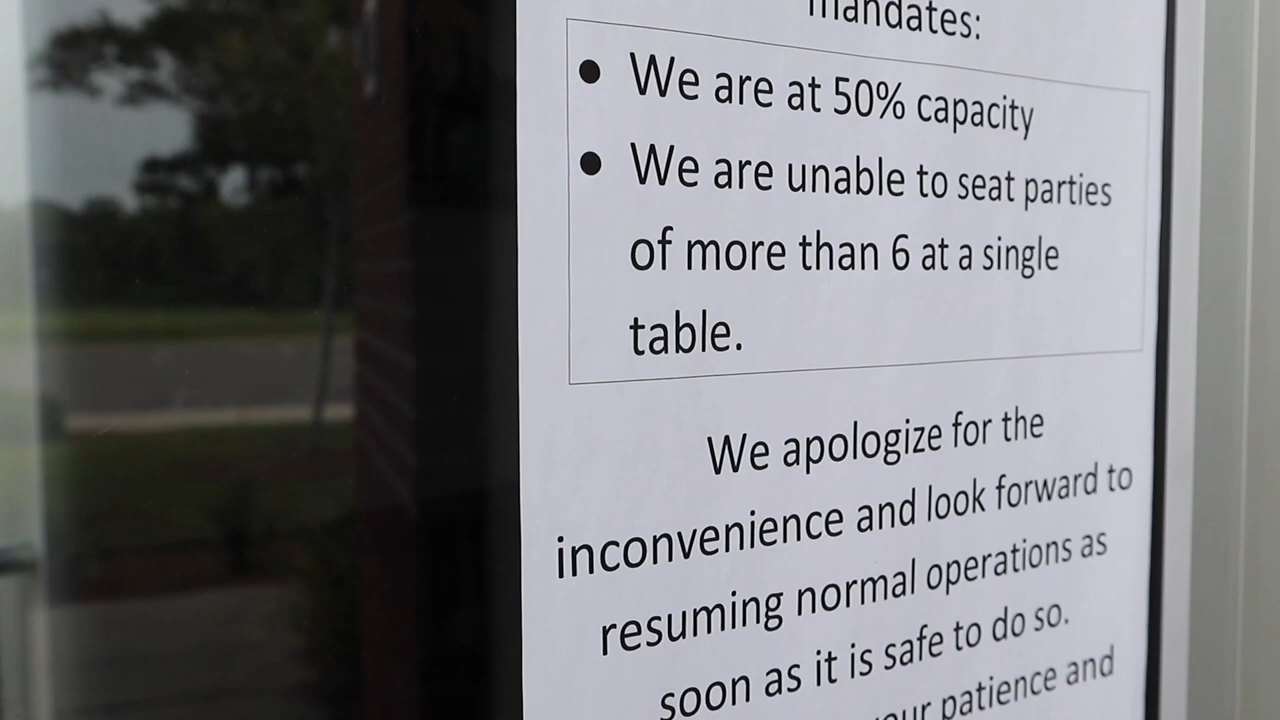 mandates:
• We are at 50% capacity
• We are unable to seat parties
of more than 6 at a single
table.
We apologize for the
inconvenience and look forward to
resuming normal operations as
soon as it is safe to do so.
your patience and